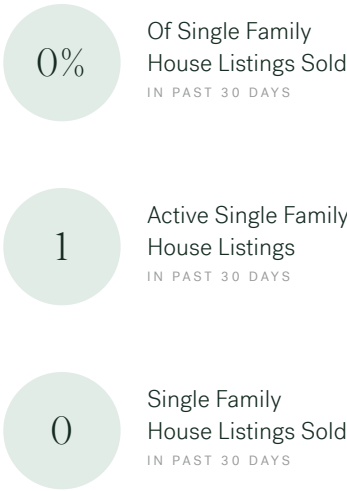 0%
Of Single Family
House Listings Sold
IN PAST 30 DAYS
1
Active Single Family
House Listings
IN PAST 30 DAYS
0
Single Family
House Listings Sold
IN PAST 30 DAYS